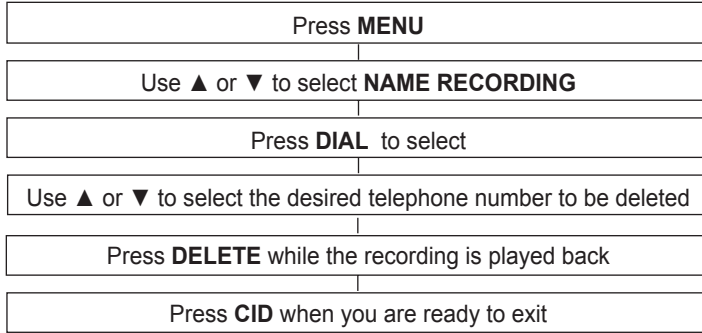 Press MENU
Use ▲ or ▼ to select NAME RECORDING
Press DIAL to select
Use ▲ or ▼ to select the desired telephone number to be deleted
Press DELETE while the recording is played back
Press CID when you are ready to exit